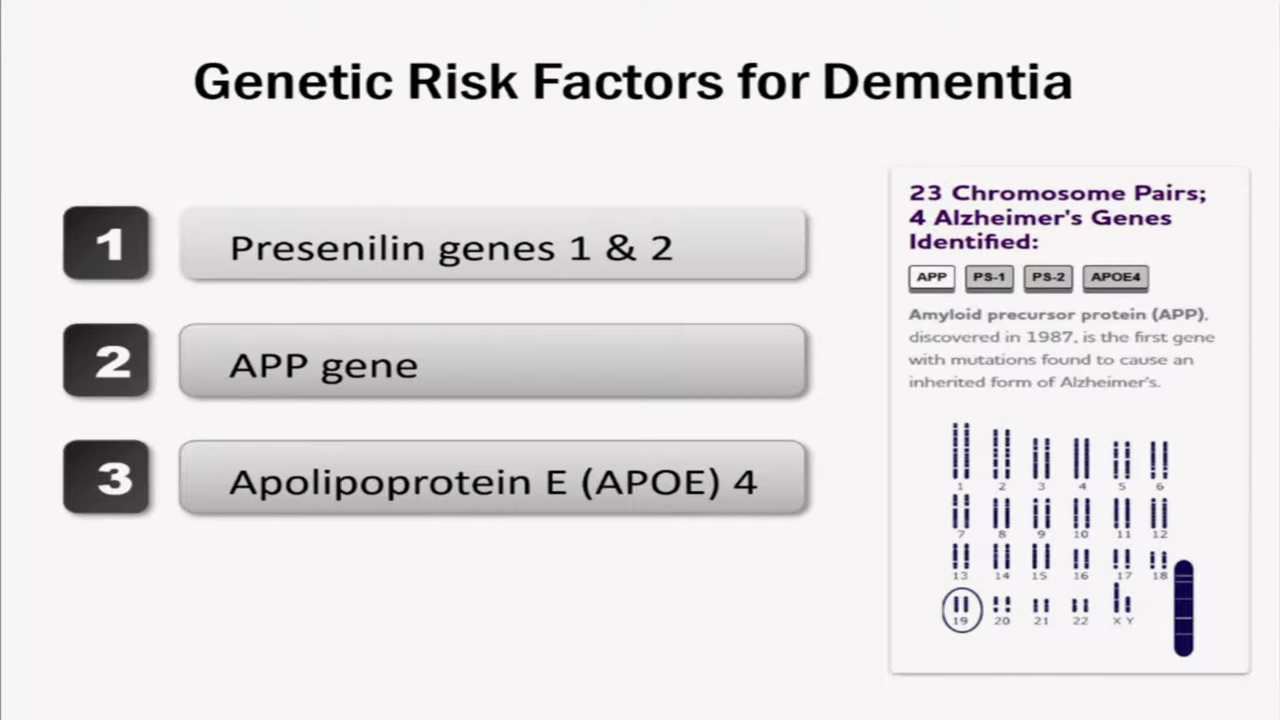 Genetic Risk Factors for Dementia
1
Presenilin genes 1 & 2
2
APP gene
3
Apolipoprotein E (APOE) 4
23 Chromosome Pairs;
4 Alzheimer's Genes
Identified:
APP PS-1 PS-2 APOE4
Amyloid precursor protein (APP),
discovered in 1987, is the first gene
with mutations found to cause an
inherited form of Alzheimer's.
1 2 3 4 5 6
7 8 9 10 11 12
13 14 15 16 17 18
19 20 21 22 X Y